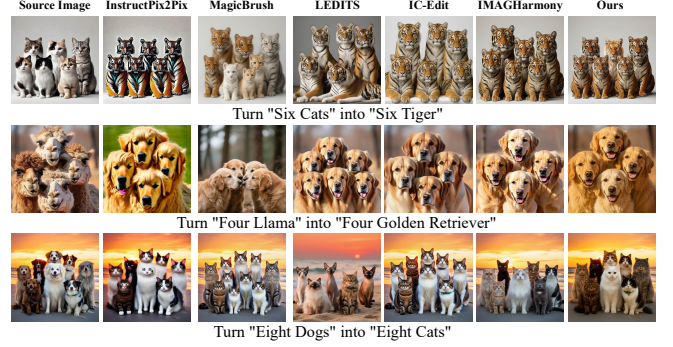 Source Image InstructPix2Pix MagicBrush LEDITS IC-Edit IMAGHarmony Ours
Turn "Six Cats" into "Six Tiger"
Turn "Four Llama" into "Four Golden Retriever"
Turn "Eight Dogs" into "Eight Cats"